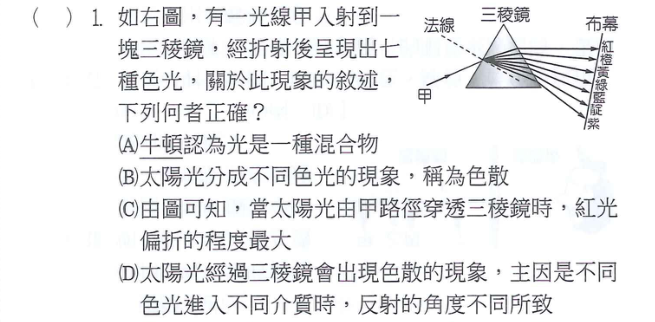 (　) 1. 如右圖，有一光線甲入射到一
塊三稜鏡，經折射後呈現出七
種色光，關於此現象的敘述，
下列何者正確？
法線
三稜鏡
布幕
甲
紅
橙
黃
綠
藍
靛
紫
(A)牛頓認為光是一種混合物
(B)太陽光分成不同色光的現象，稱為色散
(C)由圖可知，當太陽光由甲路徑穿透三稜鏡時，紅光
偏折的程度最大
(D)太陽光經過三稜鏡會出現色散的現象，主因是不同
色光進入不同介質時，反射的角度不同所致